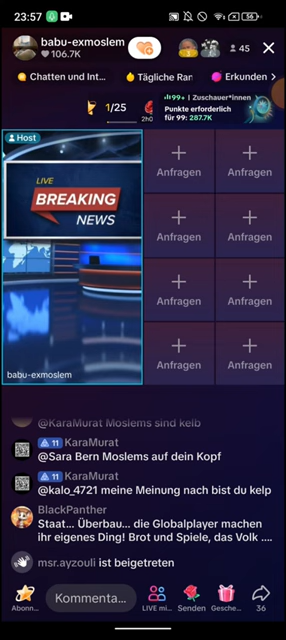 23:57
56
babu-exmoslem
106.7K
45
Chatten und Int...
Tägliche Ran
Erkunden
1/25
2h0
99+ | Zuschauer*innen
Punkte erforderlich
für 99: 287.7K
Host
LIVE
BREAKING
NEWS
babu-exmoslem
Anfragen
Anfragen
Anfragen
Anfragen
Anfragen
Anfragen
Anfragen
Anfragen
@KaraMurat Moslems sind kelb
11 KaraMurat
@Sara Bern Moslems auf dein Kopf
11 KaraMurat
@kalo_4721 meine Meinung nach bist du kelp
BlackPanther
Staat... Überbau... die Globalplayer machen
ihr eigenes Ding! Brot und Spiele, das Volk ....
msr.ayzouli ist beigetreten
Abonn...
Kommenta...
LIVE mi...
Senden
Gesche...
36